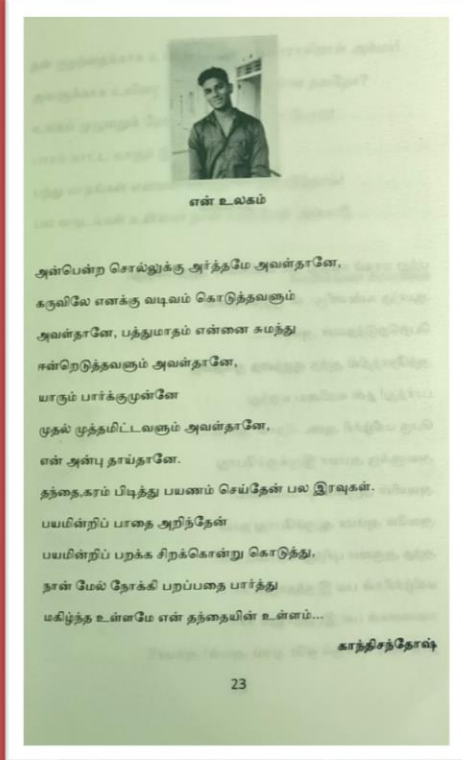 என் உலகம்
அன்பென்ற சொல்லுக்கு அர்த்தமே அவள்தானே,
கருவிலே எனக்கு வடிவம் கொடுத்தவளும்
அவள்தானே, பத்துமாதம் என்னை சுமந்து
ஈன்றெடுத்தவளும் அவள்தானே,
யாரும் பார்க்குமுன்னே
முதல் முத்தமிட்டவளும் அவள்தானே,
என் அன்பு தாய்தானே.
தந்தை,கரம் பிடித்து பயணம் செய்தேன் பல இரவுகள்.
பயமின்றிப் பாதை அறிந்தேன்
பயமின்றிப் பறக்க சிறக்கொன்று கொடுத்து,
நான் மேல் நோக்கி பறப்பதை பார்த்து
மகிழ்ந்த உள்ளமே என் தந்தையின் உள்ளம்...
காந்திசந்தோஷ்
23